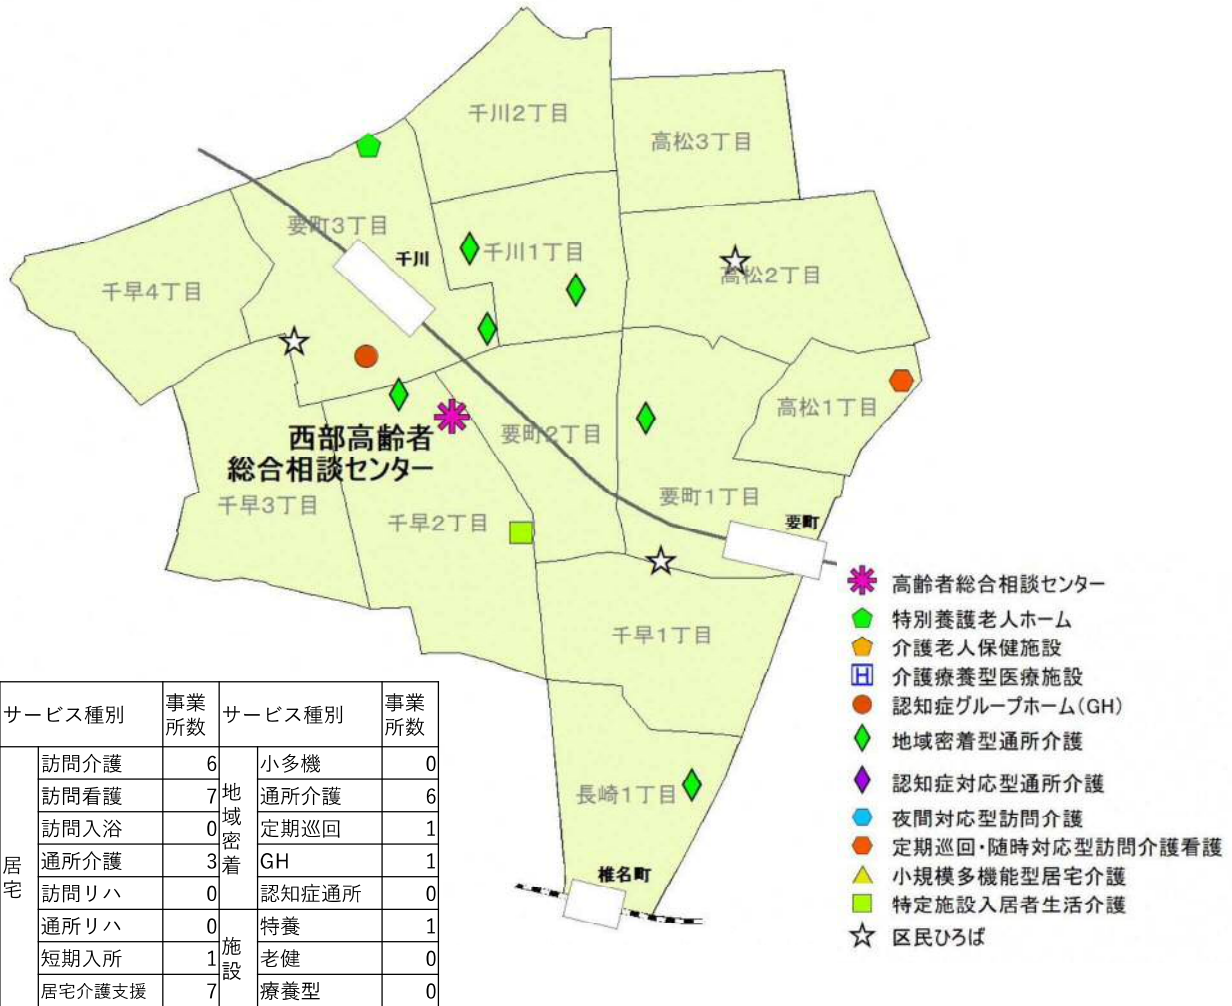 千川2丁目
高松3丁目
要町3丁目
千川
千川1丁目
高松2丁目
千早4丁目
高松1丁目
西部高齢者
総合相談センター
要町2丁目
要町1丁目
千早3丁目
千早2丁目
要町
千早1丁目
長崎1丁目
椎名町
高齢者総合相談センター
特別養護老人ホーム
介護老人保健施設
H 介護療養型医療施設
認知症グループホーム(GH)
地域密着型通所介護
認知症対応型通所介護
夜間対応型訪問介護
定期巡回・随時対応型訪問介護看護
小規模多機能型居宅介護
特定施設入居者生活介護
区民ひろば
サービス種別 事業所数 サービス種別 事業所数
居宅 訪問介護 6 地域密着 小多機 0
訪問看護 7 通所介護 6
訪問入浴 0 定期巡回 1
通所介護 3 GH 1
訪問リハ 0 認知症通所 0
通所リハ 0 施設 特養 1
短期入所 1 老健 0
居宅介護支援 7 療養型 0